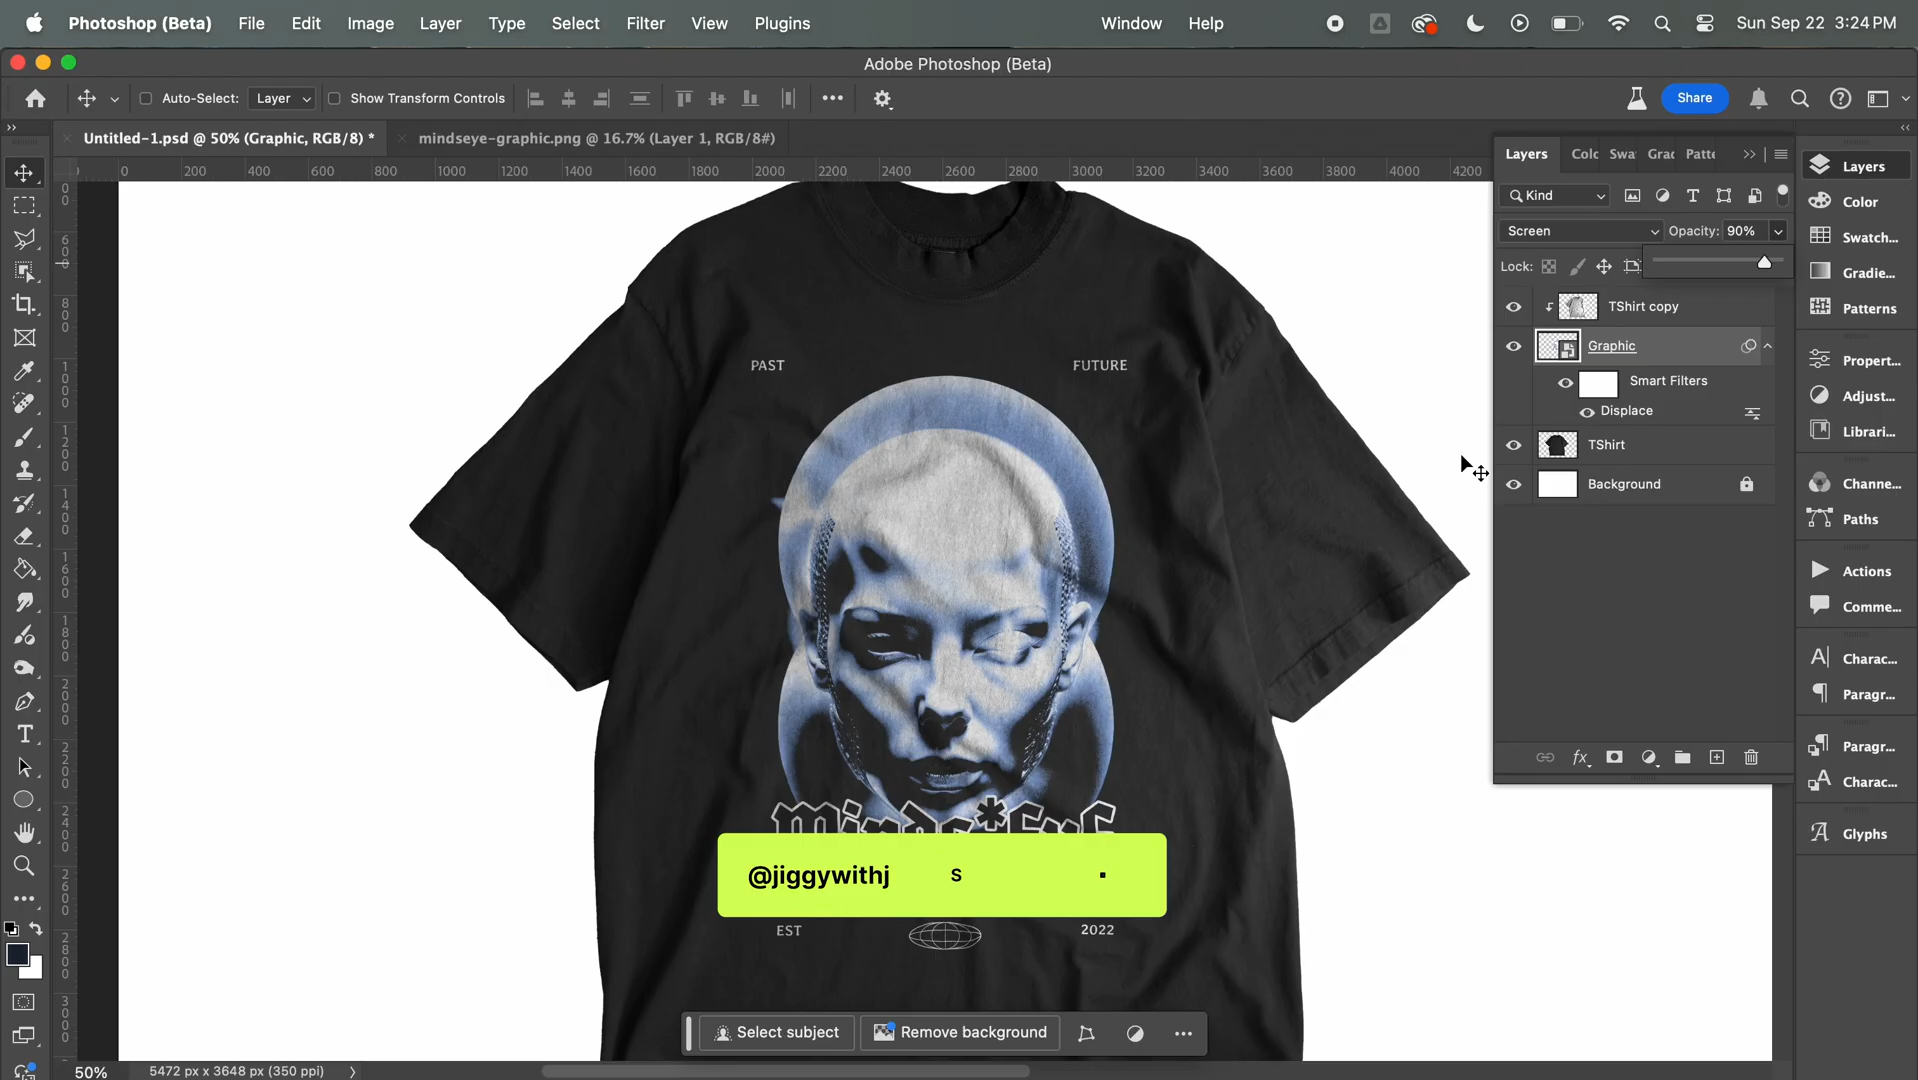 Photoshop (Beta) File Edit Image Layer Type Select Filter View Plugins Window Help Sun Sep 22 3:24 PM
Adobe Photoshop (Beta)
Auto-Select: Layer Show Transform Controls Share
Untitled-1.psd @ 50% (Graphic, RGB/8) * mindseye-graphic.png @ 16.7% (Layer 1, RGB/8#)
0 200 400 600 800 1000 1200 1400 1600 1800 2000 2200 2400 2600 2800 3000 3200 3400 3600 3800 4000 4200
Layers Colc Swa Grac Patte
Kind
Screen Opacity: 90%
Lock:
TShirt copy
Graphic
Smart Filters
Displace
TShirt
Background
Layers
Color
Swatch...
Gradie...
Patterns
Propert...
Adjust...
Librari...
Channe...
Paths
Actions
Comme...
Charac...
Paragr...
Paragr...
Charac...
Glyphs
PAST FUTURE
@jiggywithj s
EST 2022
Select subject Remove background
50% 5472 px x 3648 px (350 ppi)